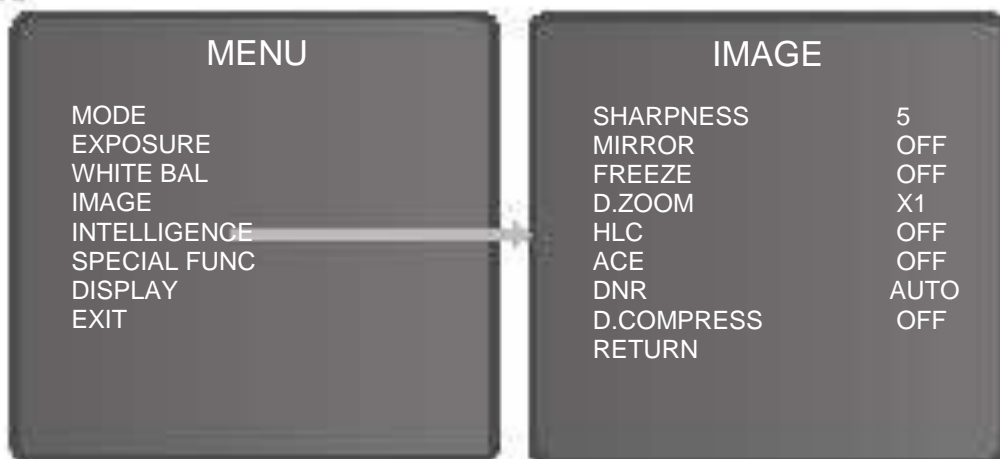 MENU
MODE
EXPOSURE
WHITE BAL
IMAGE
INTELLIGENCE
SPECIAL FUNC
DISPLAY
EXIT
IMAGE
SHARPNESS 5
MIRROR OFF
FREEZE OFF
D.ZOOM X1
HLC OFF
ACE OFF
DNR AUTO
D.COMPRESS OFF
RETURN